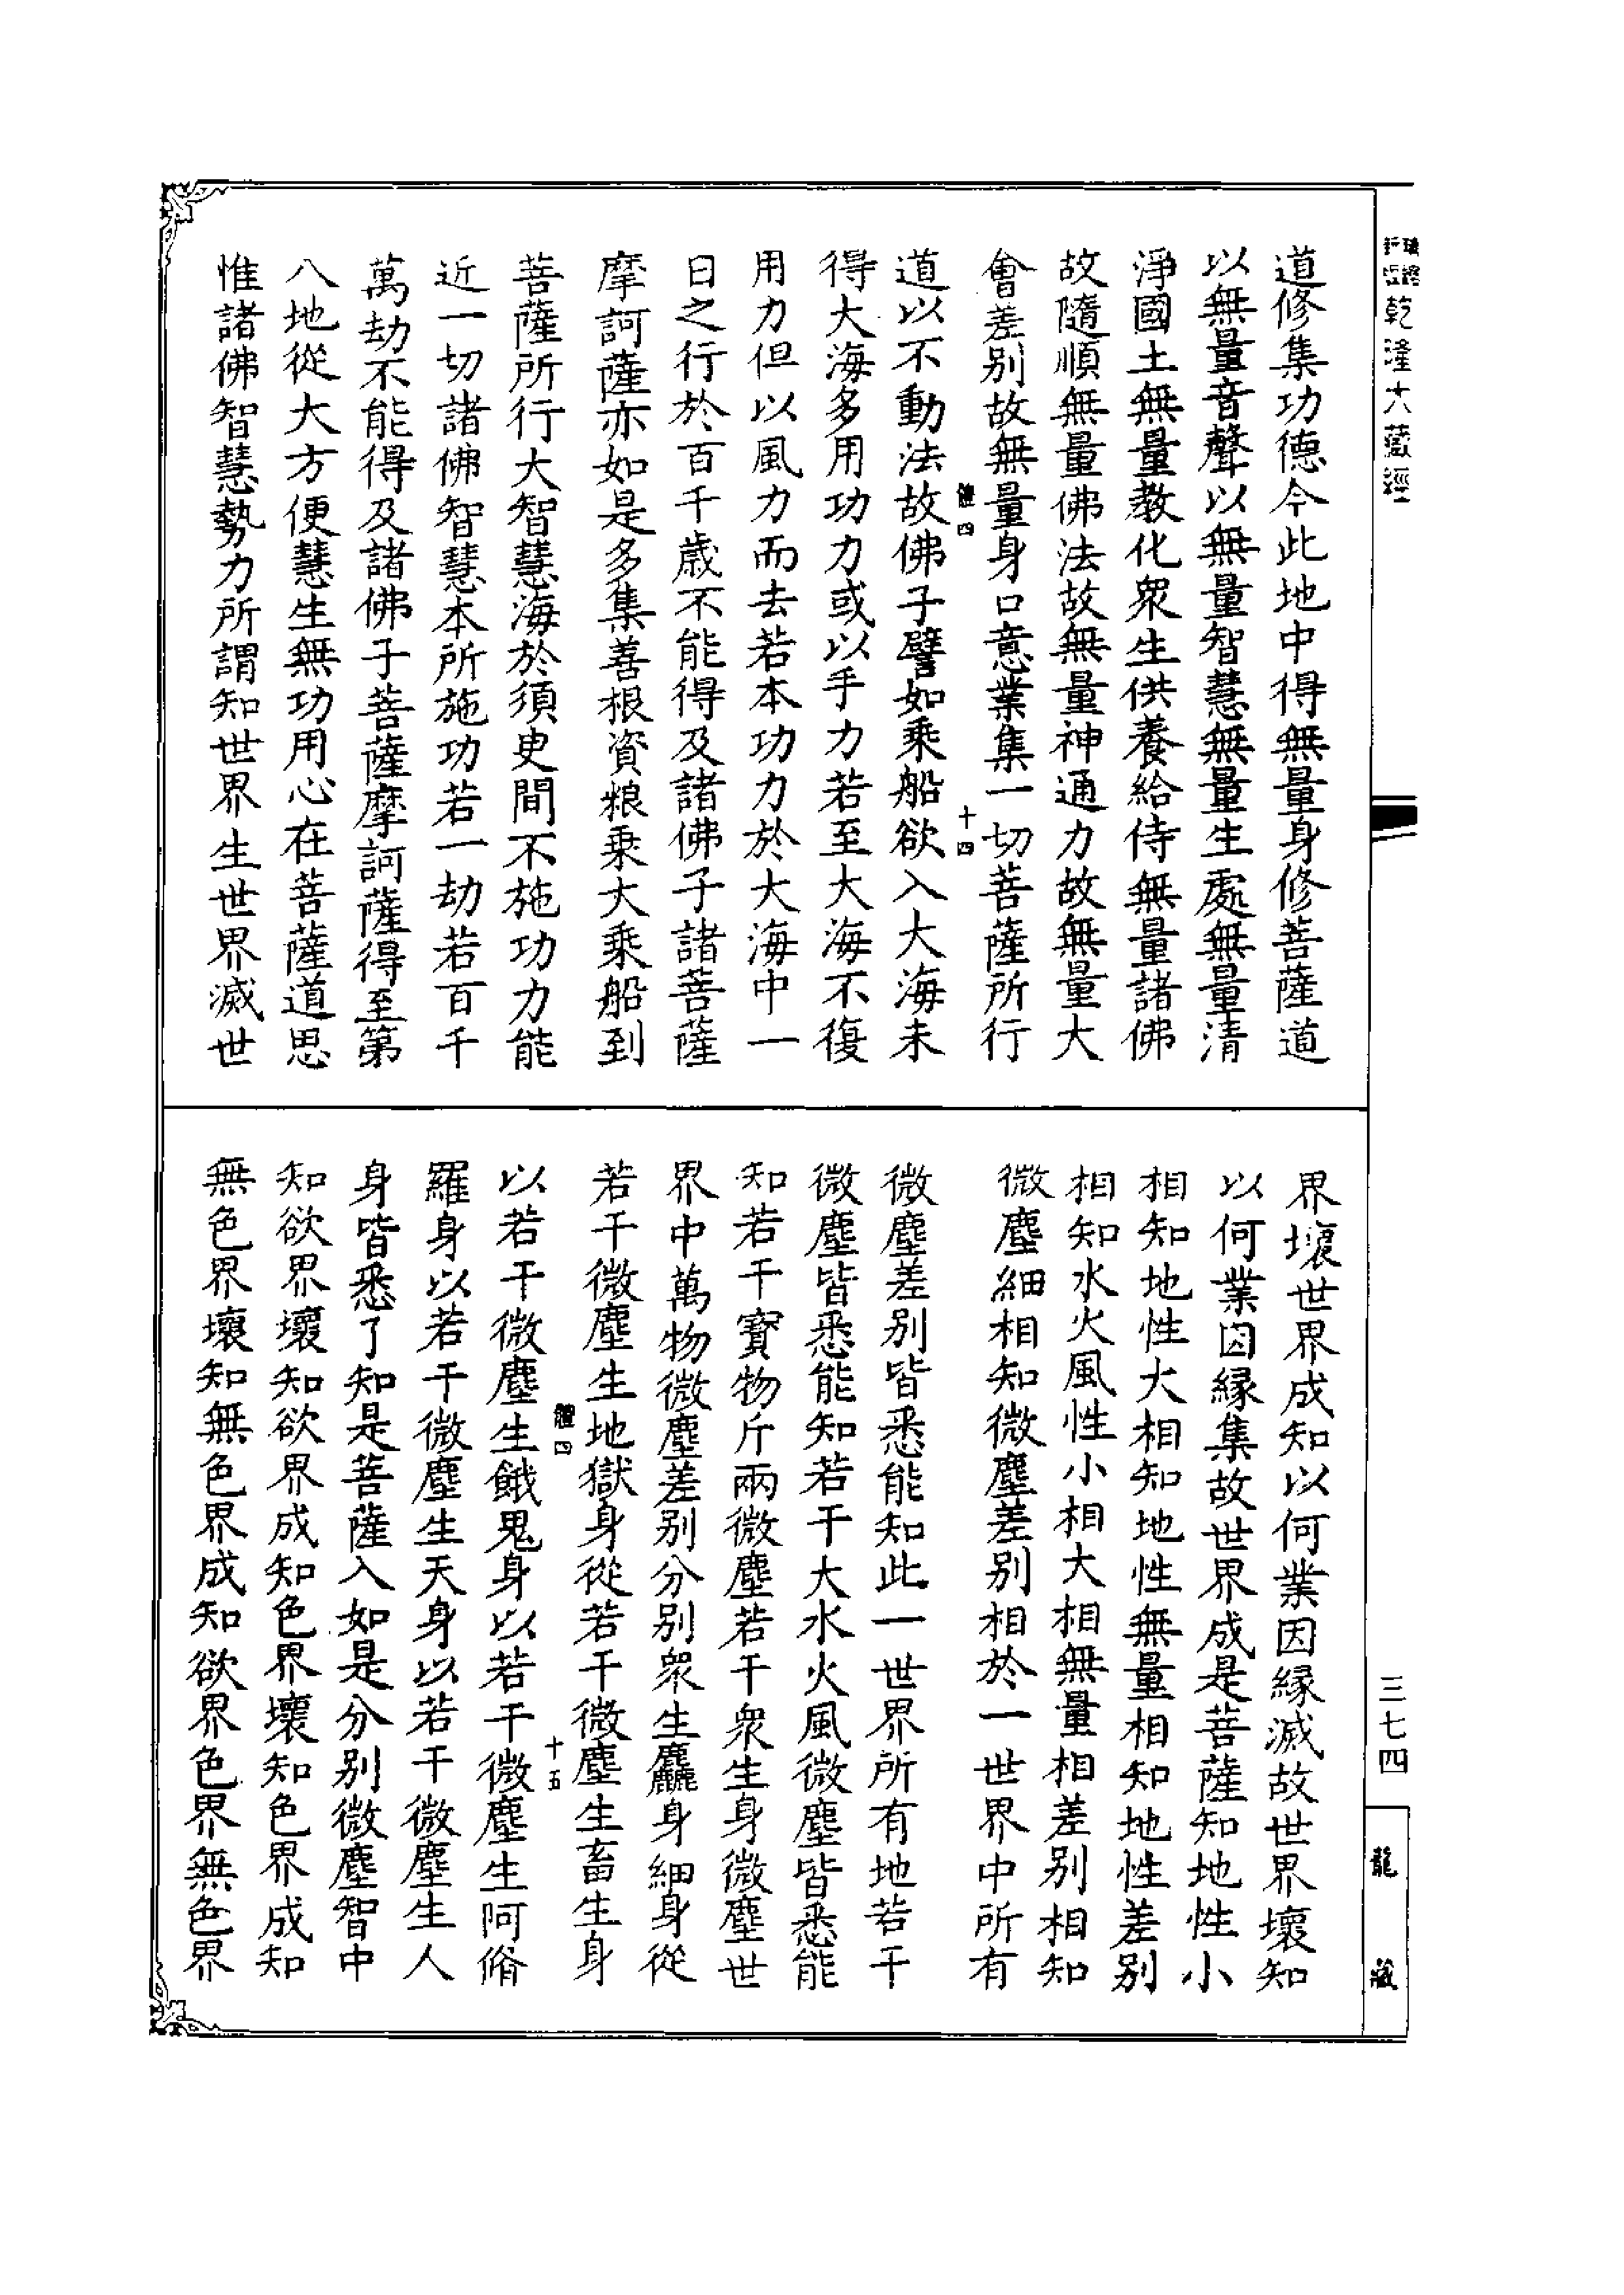 乾隆大藏經
道修集功德今此地中得無量身修菩薩道
以無量音聲以無量智慧無量生處無量清
淨國土無量教化衆生供養給侍無量諸佛
故隨順無量佛法故無量神通力故無量大
會差别故無量身口意業集一切菩薩所行
體四
十四
道以不動法故佛子譬如乘船欲入大海未
得大海多用功力或以手力若至大海不復
用力但以風力而去若本功力於大海中一
日之行於百千歲不能得及諸佛子諸菩薩
摩訶薩亦如是多集善根資粮乗大乘船到
菩薩所行大智慧海於須臾間不施功力能
近一切諸佛智慧本所施功若一劫若百千
萬劫不能得及諸佛子菩薩摩訶薩得至第
八地從大方便慧生無功用心在菩薩道思
惟諸佛智慧勢力所謂知世界生世界滅世
界壞世界成知以何業因緣滅故世界壞知
以何業因緣集故世界成是菩薩知地性小
相知地性大相知地性無量相知地性差别
相知水火風性小相大相無量相差别相知
微塵細相知微塵差别相於一世界中所有
微塵差别皆悉能知此一世界所有地若干
微塵皆悉能知若干大水火風微塵皆悉能
知若干寶物斤兩微塵若干衆生身微塵世
界中萬物微塵差别分别衆生麤身細身從
若干微塵生地獄身從若干微塵生畜生身
體四
十五
以若干微塵生餓鬼身以若干微塵生阿脩
羅身以若干微塵生天身以若干微塵生人
身皆悉了知是菩薩入如是分别微塵智中
知欲界壞知欲界成知色界壞知色界成知
無色界壞知無色界成知欲界色界無色界
三七四
龍藏